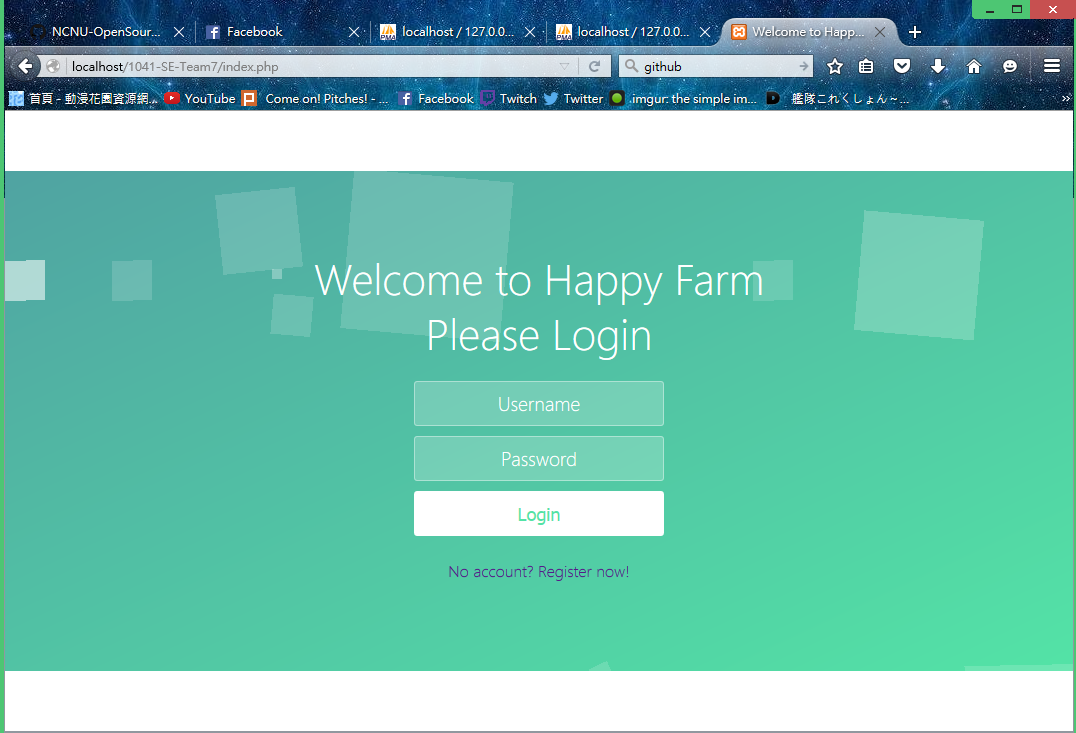 NCNU-OpenSour...
Facebook
localhost / 127.0.0...
localhost / 127.0.0...
Welcome to Happ...
localhost/1041-SE-Team7/index.php
github
首頁 - 動漫花園資源網...
YouTube
Come on! Pitches! - ...
Facebook
Twitch
Twitter
imgur: the simple im...
艦隊これくしょん～...
Welcome to Happy Farm
Please Login
Username
Password
Login
No account? Register now!